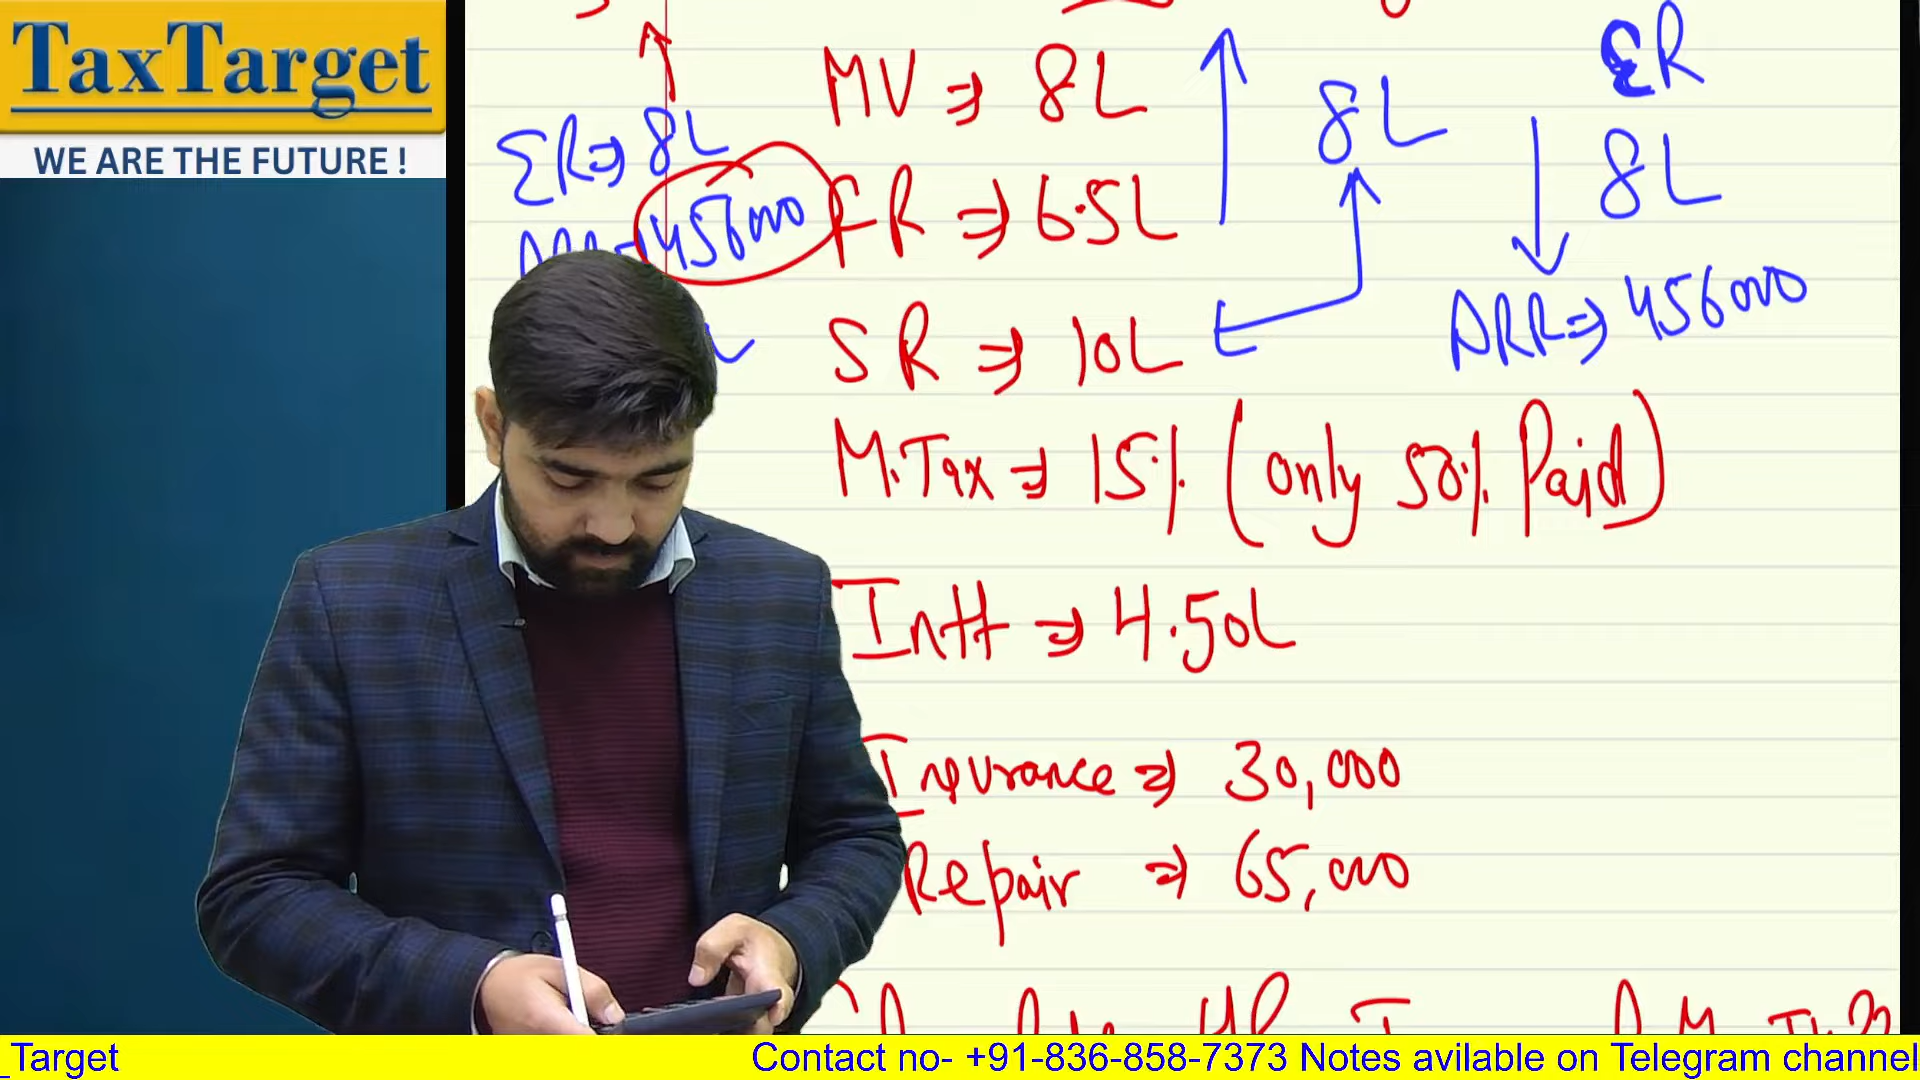 TaxTarget
WE ARE THE FUTURE !
MV ⇒ 8L
8L
ER
8L
ER ⇒ 8L
456000
FR ⇒ 6.5L
SR ⇒ 10L
ARR ⇒ 456000
M.Tax ⇒ 15% (only 50% Paid)
Intt ⇒ 4.50L
Insurance ⇒ 30,000
Repair ⇒ 65,000
_Target
Contact no- +91-836-858-7373 Notes avilable on Telegram channel